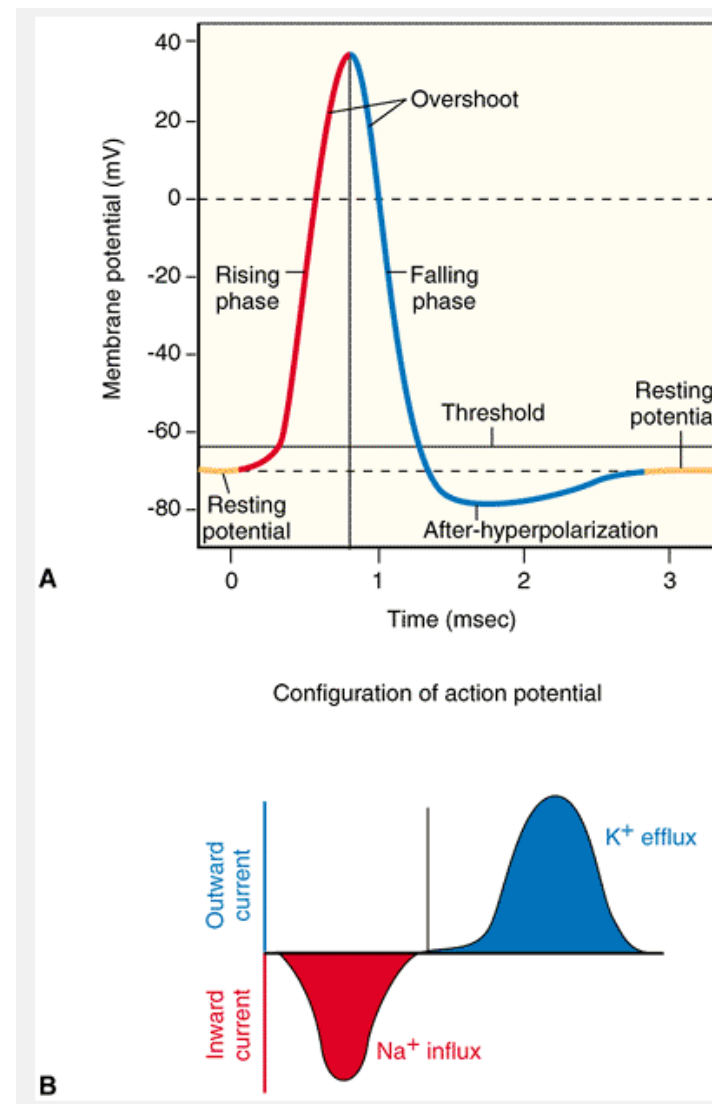 40
20
0
-20
-40
-60
-80
Membrane potential (mV)
Overshoot
Rising
phase
Falling
phase
Threshold
Resting
potentia
Resting
potential
After-hyperpolarization
0 1 2 3
Time (msec)
A
Configuration of action potential
Outward
current
K+ efflux
Inward
current
Na+ influx
B